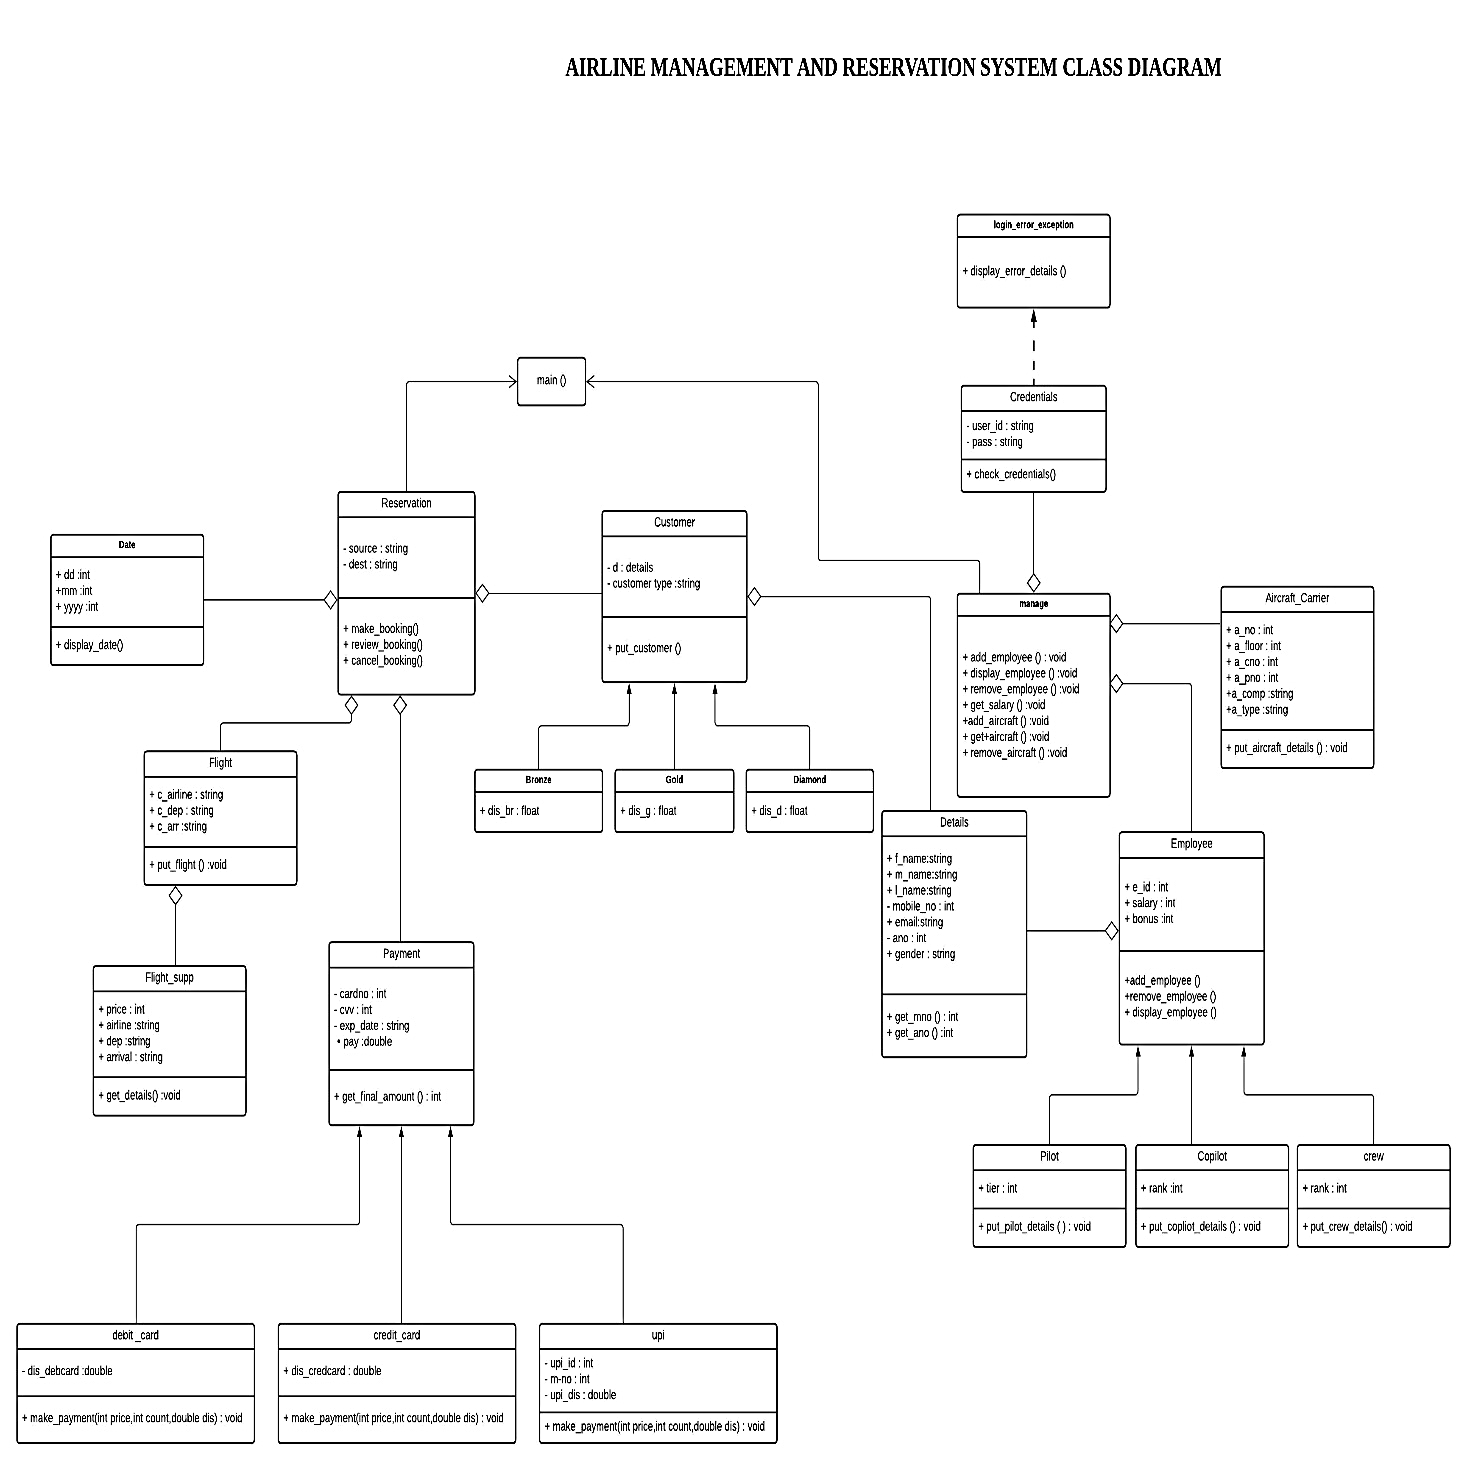 AIRLINE MANAGEMENT AND RESERVATION SYSTEM CLASS DIAGRAM
login_error_exception
+ display_error_details ()
main ()
Credentials
- user_id : string
- pass : string
+ check_credentials()
Reservation
- source : string
- dest : string
+ make_booking()
+ review_booking()
+ cancel_booking()
Customer
- d : details
- customer type :string
+ put_customer ()
Date
+ dd :int
+mm :int
+ yyyy :int
+ display_date()
manage
+ add_employee () : void
+ display_employee () :void
+ remove_employee () :void
+ get_salary () :void
+add_aircraft () :void
+ get+aircraft () :void
+ remove_aircraft () :void
Aircraft_Carrier
+ a_no : int
+ a_floor : int
+ a_cno : int
+ a_pno : int
+a_comp :string
+a_type :string
+ put_aircraft_details () : void
Flight
+ c_airline : string
+ c_dep : string
+ c_arr :string
+ put_flight () :void
Bronze
+ dis_br : float
Gold
+ dis_g : float
Diamond
+ dis_d : float
Details
+ f_name:string
+ m_name:string
+ l_name:string
- mobile_no : int
+ email:string
- ano : int
+ gender : string
+ get_mno () : int
+ get_ano () :int
Employee
+ e_id : int
+ salary : int
+ bonus :int
+add_employee ()
+remove_employee ()
+ display_employee ()
Payment
- cardno : int
- cvv : int
- exp_date : string
• pay :double
+ get_final_amount () : int
Flight_supp
+ price : int
+ airline :string
+ dep :string
+ arrival : string
+ get_details() :void
Pilot
+ tier : int
+ put_pilot_details ( ) : void
Copilot
+ rank :int
+ put_copliot_details () : void
crew
+ rank : int
+ put_crew_details() : void
debit _card
- dis_debcard :double
+ make_payment(int price,int count,double dis) : void
credit_card
+ dis_credcard : double
+ make_payment(int price,int count,double dis) : void
upi
- upi_id : int
- m-no : int
- upi_dis : double
+ make_payment(int price,int count,double dis) : void